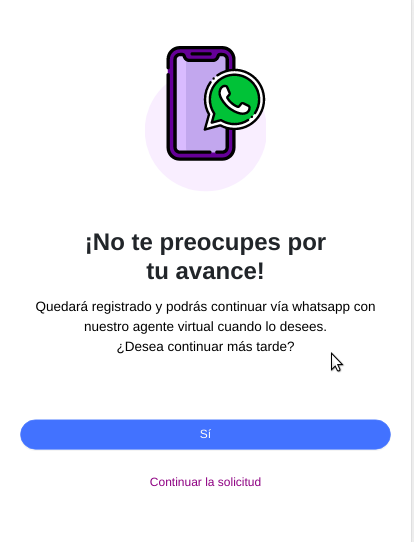 ¡No te preocupes por
tu avance!
Quedará registrado y podrás continuar vía whatsapp con
nuestro agente virtual cuando lo desees.
¿Desea continuar más tarde?
Sí
Continuar la solicitud